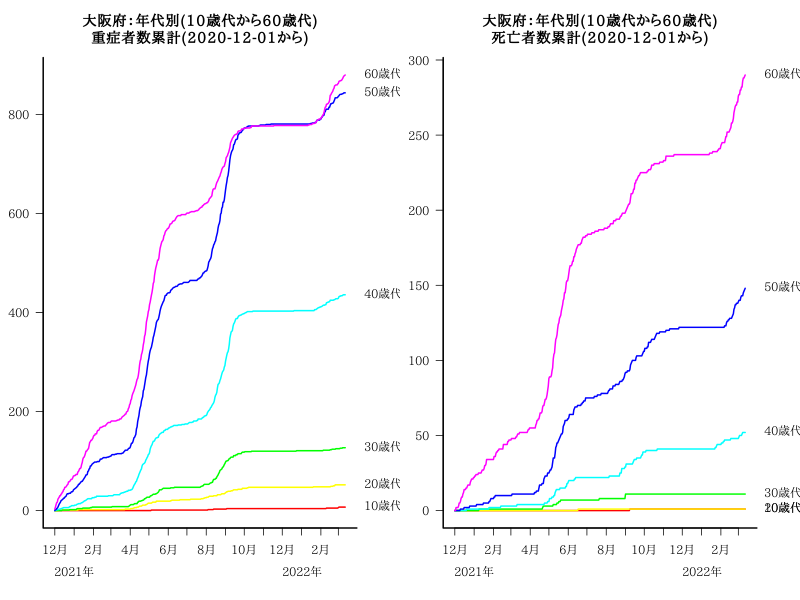 大阪府：年代別(10歳代から60歳代)
重症者数累計(2020-12-01から)
800
600
400
200
0
60歳代
50歳代
40歳代
30歳代
20歳代
10歳代
12月 2月 4月 6月 8月 10月 12月 2月
2021年 2022年
大阪府：年代別(10歳代から60歳代)
死亡者数累計(2020-12-01から)
300
250
200
150
100
50
0
60歳代
50歳代
40歳代
30歳代
12月 2月 4月 6月 8月 10月 12月 2月
2021年 2022年